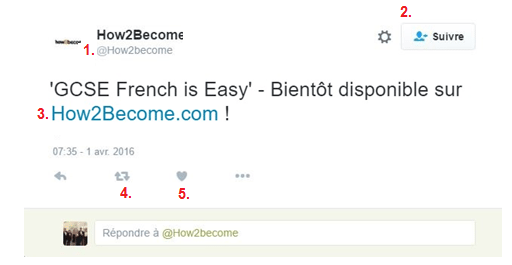 2.
how2become
How2Become
1. @How2become
Suivre
'GCSE French is Easy' - Bientôt disponible sur
3. How2Become.com !
07:35 - 1 avr. 2016
4. 5.
Répondre à @How2become